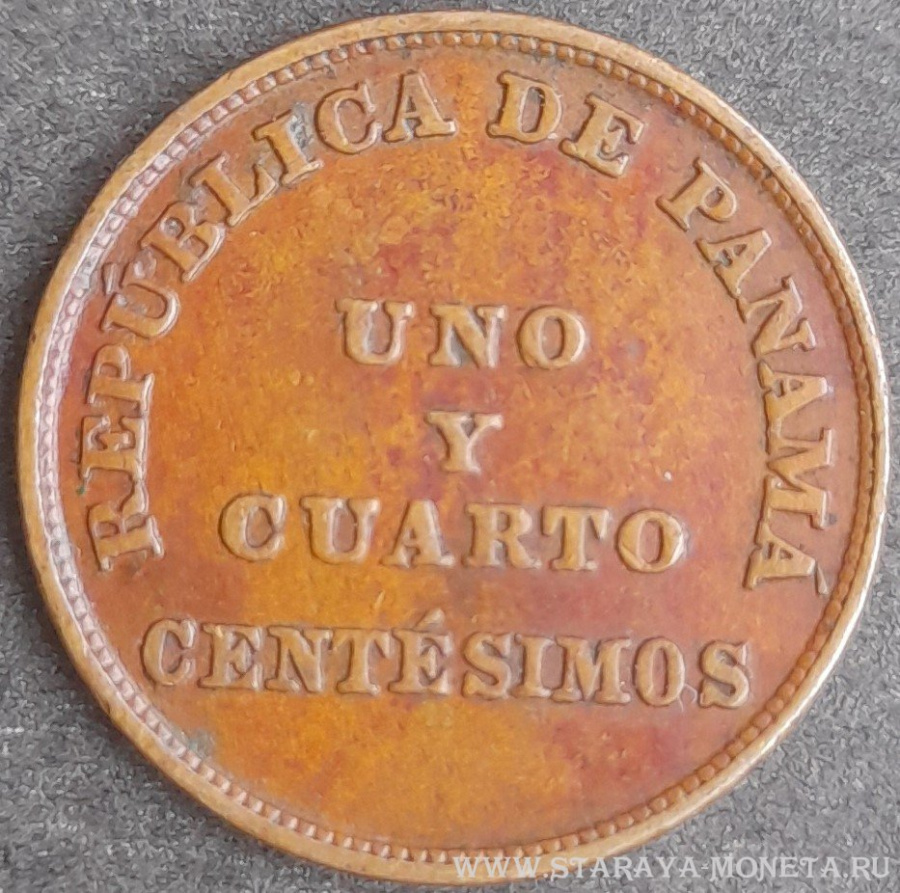 REPÚBLICA DE PANAMÁ
UNO
Y
CUARTO
CENTÉSIMOS
WWW.STARAYA-MONETA.RU